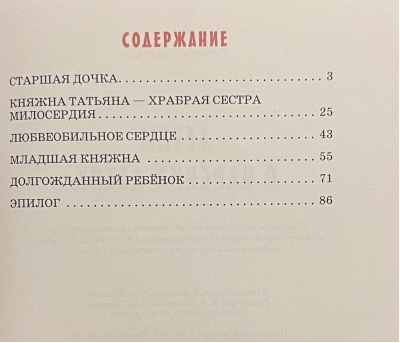 СОДЕРЖАНИЕ
СТАРШАЯ ДОЧКА. . . . . . . . . . . . . . . . . . . . . . . . . . . . 3
КНЯЖНА ТАТЬЯНА — ХРАБРАЯ СЕСТРА
МИЛОСЕРДИЯ . . . . . . . . . . . . . . . . . . . . . . . . . . . . . . 25
ЛЮБВЕОБИЛЬНОЕ СЕРДЦЕ . . . . . . . . . . . . . . . . . . 43
МЛАДШАЯ КНЯЖНА . . . . . . . . . . . . . . . . . . . . . . . . 55
ДОЛГОЖДАННЫЙ РЕБЁНОК . . . . . . . . . . . . . . . . . 71
ЭПИЛОГ . . . . . . . . . . . . . . . . . . . . . . . . . . . . . . . . . . . 86